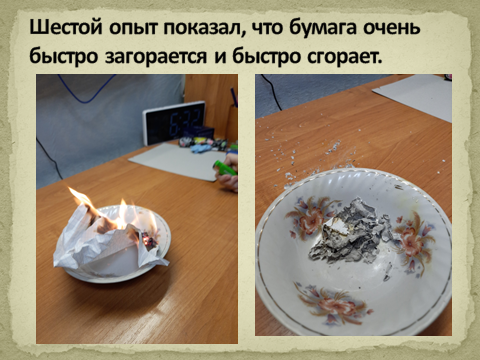 Шестой опыт показал, что бумага очень
быстро загорается и быстро сгорает.